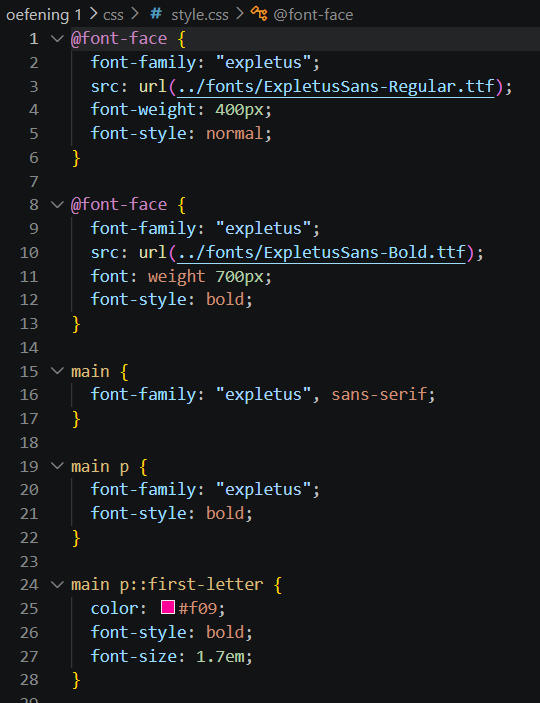 oefening 1 > css > # style.css > @font-face
1 @font-face {
2 font-family: "expletus";
3 src: url(../fonts/ExpletusSans-Regular.ttf);
4 font-weight: 400px;
5 font-style: normal;
6 }
7
8 @font-face {
9 font-family: "expletus";
10 src: url(../fonts/ExpletusSans-Bold.ttf);
11 font: weight 700px;
12 font-style: bold;
13 }
14
15 main {
16 font-family: "expletus", sans-serif;
17 }
18
19 main p {
20 font-family: "expletus";
21 font-style: bold;
22 }
23
24 main p::first-letter {
25 color: #f09;
26 font-style: bold;
27 font-size: 1.7em;
28 }
29